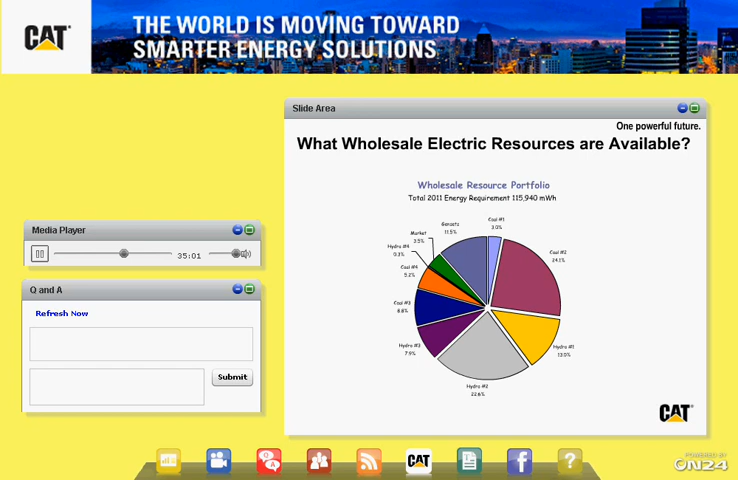 CAT
THE WORLD IS MOVING TOWARD
SMARTER ENERGY SOLUTIONS
Slide Area
One powerful future.
What Wholesale Electric Resources are Available?
Wholesale Resource Portfolio
Total 2011 Energy Requirement 115,940 mWh
Coal #1
3.0%
Coal #2
24.1%
Hydro #1
13.0%
Hydro #2
22.6%
Hydro #3
7.9%
Coal #3
8.8%
Coal #4
5.2%
Hydro #4
0.3%
Market
3.5%
Gensets
11.5%
CAT
Media Player
35:01
Q and A
Refresh Now
Submit
Q
A
CAT
f
?
POWERED BY
ON24